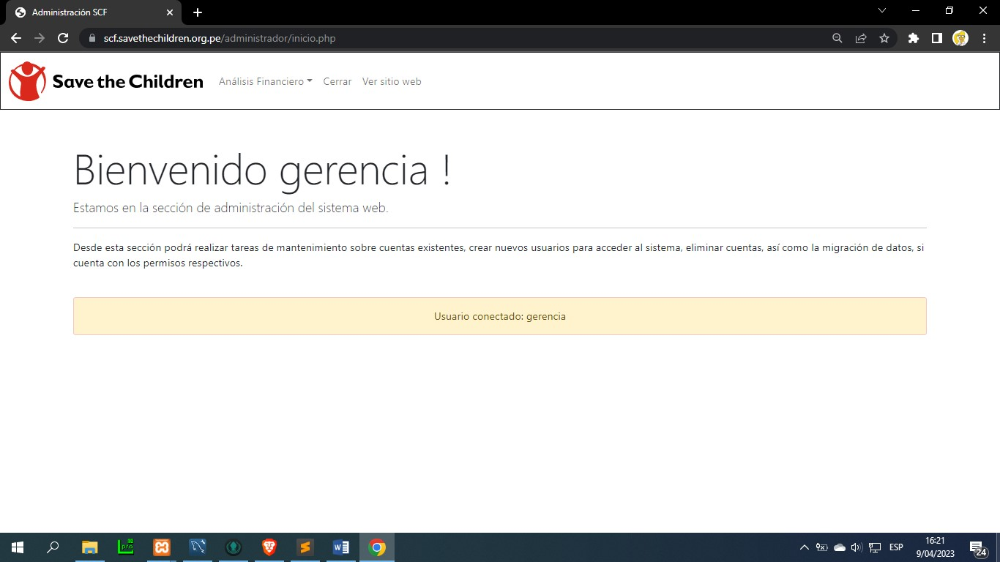 Administración SCF
scf.savethechildren.org.pe/administrador/inicio.php
Save the Children
Análisis Financiero Cerrar Ver sitio web
Bienvenido gerencia !
Estamos en la sección de administración del sistema web.
Desde esta sección podrá realizar tareas de mantenimiento sobre cuentas existentes, crear nuevos usuarios para acceder al sistema, eliminar cuentas, así como la migración de datos, si
cuenta con los permisos respectivos.
Usuario conectado: gerencia
ESP
16:21
9/04/2023
24